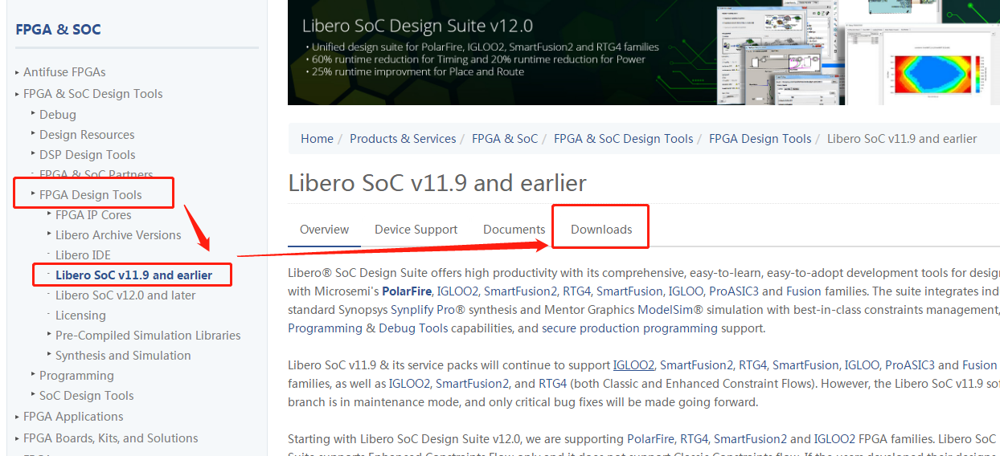 FPGA & SOC
Antifuse FPGAs
FPGA & SoC Design Tools
Debug
Design Resources
DSP Design Tools
FPGA & SoC Partners
FPGA Design Tools
FPGA IP Cores
Libero Archive Versions
Libero IDE
Libero SoC v11.9 and earlier
Libero SoC v12.0 and later
Licensing
Pre-Compiled Simulation Libraries
Synthesis and Simulation
Programming
SoC Design Tools
FPGA Applications
FPGA Boards, Kits, and Solutions
Libero SoC Design Suite v12.0
• Unified design suite for PolarFire, IGLOO2, SmartFusion2 and RTG4 families
• 60% runtime reduction for Timing and 20% runtime reduction for Power
• 25% runtime improvment for Place and Route
Home / Products & Services / FPGA & SoC / FPGA & SoC Design Tools / FPGA Design Tools / Libero SoC v11.9 and earlier
Libero SoC v11.9 and earlier
Overview Device Support Documents Downloads
Libero® SoC Design Suite offers high productivity with its comprehensive, easy-to-learn, easy-to-adopt development tools for desig
with Microsemi's PolarFire, IGLOO2, SmartFusion2, RTG4, SmartFusion, IGLOO, ProASIC3 and Fusion families. The suite integrates ind
standard Synopsys Synplify Pro® synthesis and Mentor Graphics ModelSim® simulation with best-in-class constraints management,
Programming & Debug Tools capabilities, and secure production programming support.
Libero SoC v11.9 & its service packs will continue to support IGLOO2, SmartFusion2, RTG4, SmartFusion, IGLOO, ProASIC3 and Fusion
families, as well as IGLOO2, SmartFusion2, and RTG4 (both Classic and Enhanced Constraint Flows). However, the Libero SoC v11.9 sof
branch is in maintenance mode, and only critical bug fixes will be made going forward.
Starting with Libero SoC Design Suite v12.0, we are supporting PolarFire, RTG4, SmartFusion2 and IGLOO2 FPGA families. Libero SoC